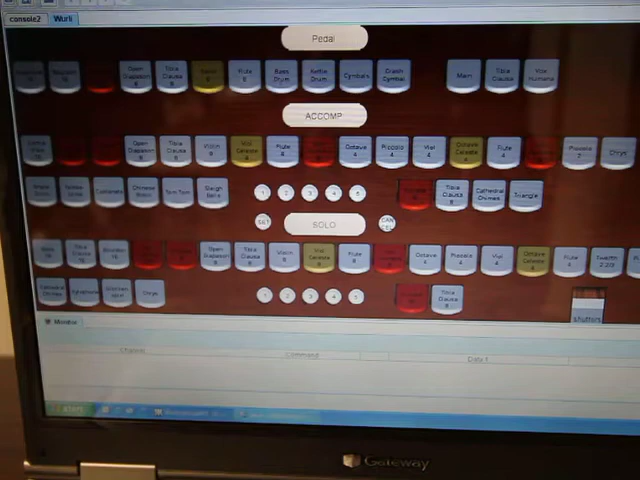 console2 Wurli
Pedal
Open Diapason 8 Tibia Clausa 8 Flute 8 Bass Drum Kettle Drum Cymbals Crash Cymbal Main Tibia Clausa Vox Humana
ACCOMP
Open Diapason 8 Tibia Clausa 8 Violin 8 Viol Celeste 8 Flute 8 Octave 4 Piccolo 4 Viol 4 Octave Celeste 4 Flute 4 Piccolo 2 Chrys
Castanets Chinese Block Tom Tom Sleigh Bells 1 2 3 4 5 Tibia Clausa 8 Cathedral Chimes Triangle
SET SOLO CAN CEL
Tibia Clausa 16 Bourdon 16 Open Diapason 8 Tibia Clausa 8 Violin 8 Viol Celeste 8 Flute 8 Octave 4 Piccolo 4 Viol 4 Octave Celeste 4 Flute 4 Twelfth 2 2/3
Cathedral Chimes Xylophone Glocken spiel Chrys 1 2 3 4 5 Tibia Clausa 8 shutters
Monitor
Channel Command Data 1
start
Gateway